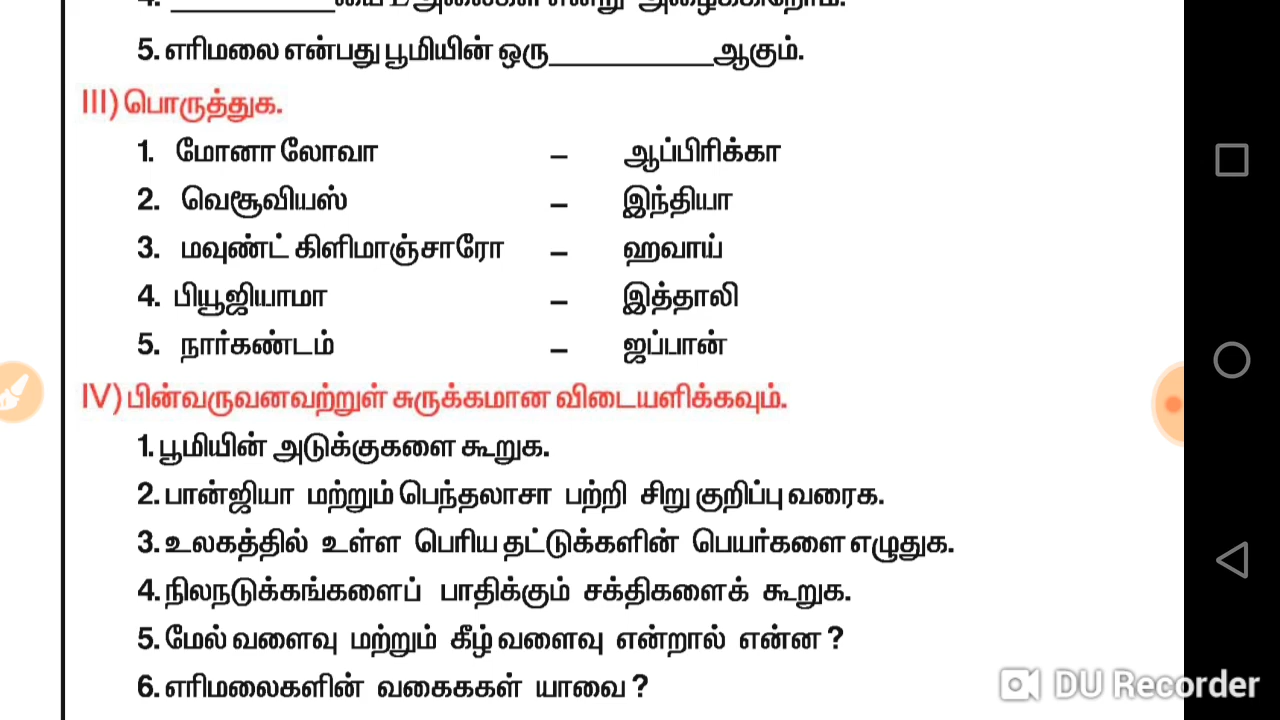 5. எரிமலை என்பது பூமியின் ஒரு___________ஆகும்.
III) பொருத்துக.
1. மோனா லோவா – ஆப்பிரிக்கா
2. வெசூவியஸ் – இந்தியா
3. மவுண்ட் கிளிமாஞ்சாரோ – ஹவாய்
4. பியூஜியாமா – இத்தாலி
5. நார்கண்டம் – ஜப்பான்
IV) பின்வருவனவற்றுள் சுருக்கமான விடையளிக்கவும்.
1. பூமியின் அடுக்குகளை கூறுக.
2. பான்ஜியா மற்றும் பெந்தலாசா பற்றி சிறு குறிப்பு வரைக.
3. உலகத்தில் உள்ள பெரிய தட்டுக்களின் பெயர்களை எழுதுக.
4. நிலநடுக்கங்களைப் பாதிக்கும் சக்திகளைக் கூறுக.
5. மேல் வளைவு மற்றும் கீழ் வளைவு என்றால் என்ன ?
6. எரிமலைகளின் வகைககள் யாவை ?
DU Recorder